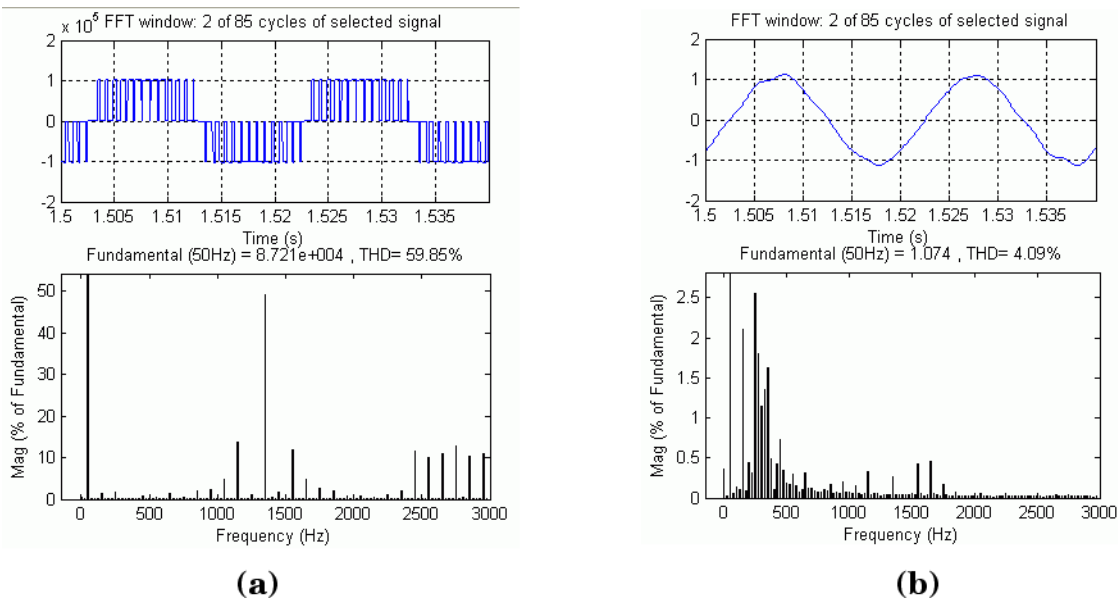 x 10^5 FFT window: 2 of 85 cycles of selected signal
2
1
0
-1
-2
1.5 1.505 1.51 1.515 1.52 1.525 1.53 1.535
Time (s)
Fundamental (50Hz) = 8.721e+004 , THD= 59.85%
50
40
30
20
10
0
Mag (% of Fundamental)
0 500 1000 1500 2000 2500 3000
Frequency (Hz)
(a)
FFT window: 2 of 85 cycles of selected signal
2
1
0
-1
-2
1.5 1.505 1.51 1.515 1.52 1.525 1.53 1.535
Time (s)
Fundamental (50Hz) = 1.074 , THD= 4.09%
2.5
2
1.5
1
0.5
0
Mag (% of Fundamental)
0 500 1000 1500 2000 2500 3000
Frequency (Hz)
(b)